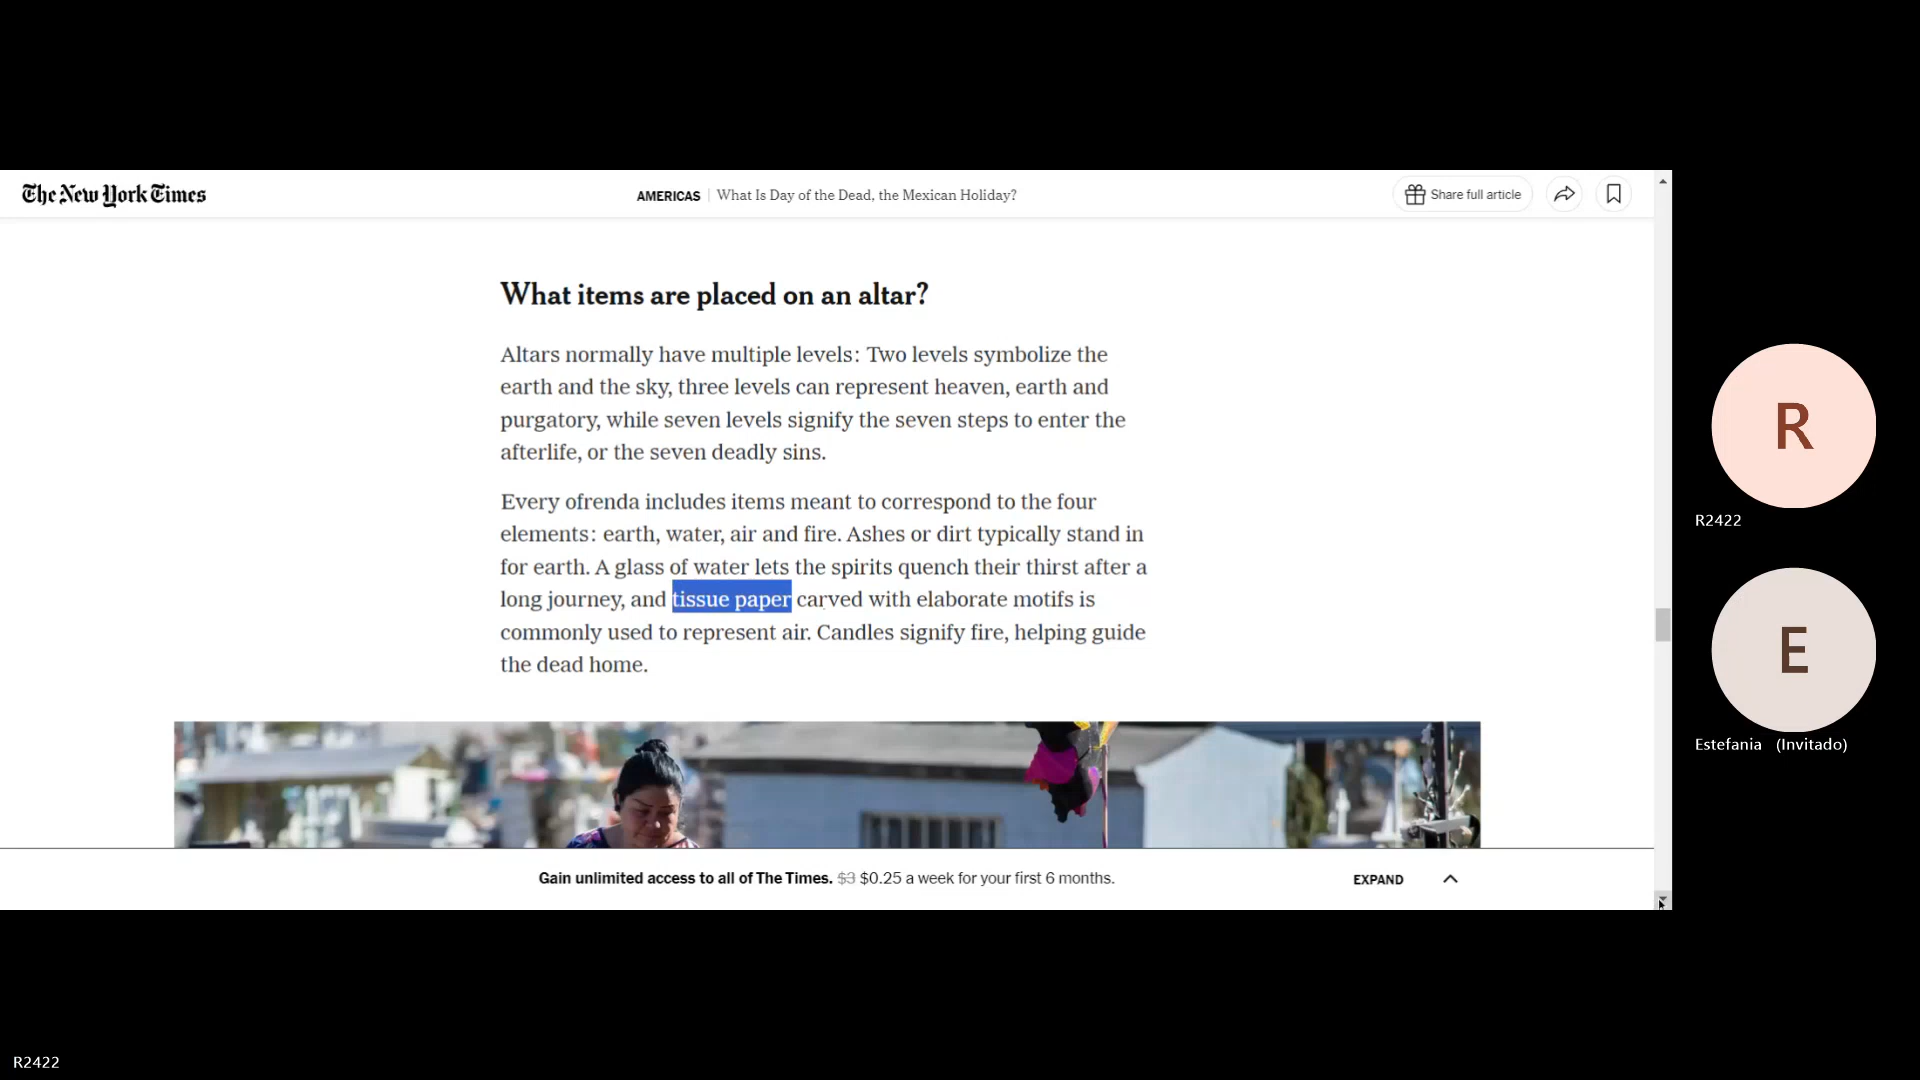 The New York Times
AMERICAS | What Is Day of the Dead, the Mexican Holiday?
Share full article
What items are placed on an altar?
Altars normally have multiple levels: Two levels symbolize the
earth and the sky, three levels can represent heaven, earth and
purgatory, while seven levels signify the seven steps to enter the
afterlife, or the seven deadly sins.
Every ofrenda includes items meant to correspond to the four
elements: earth, water, air and fire. Ashes or dirt typically stand in
for earth. A glass of water lets the spirits quench their thirst after a
long journey, and tissue paper carved with elaborate motifs is
commonly used to represent air. Candles signify fire, helping guide
the dead home.
Gain unlimited access to all of The Times. $3 $0.25 a week for your first 6 months.
EXPAND
R
R2422
E
Estefania (Invitado)
R2422